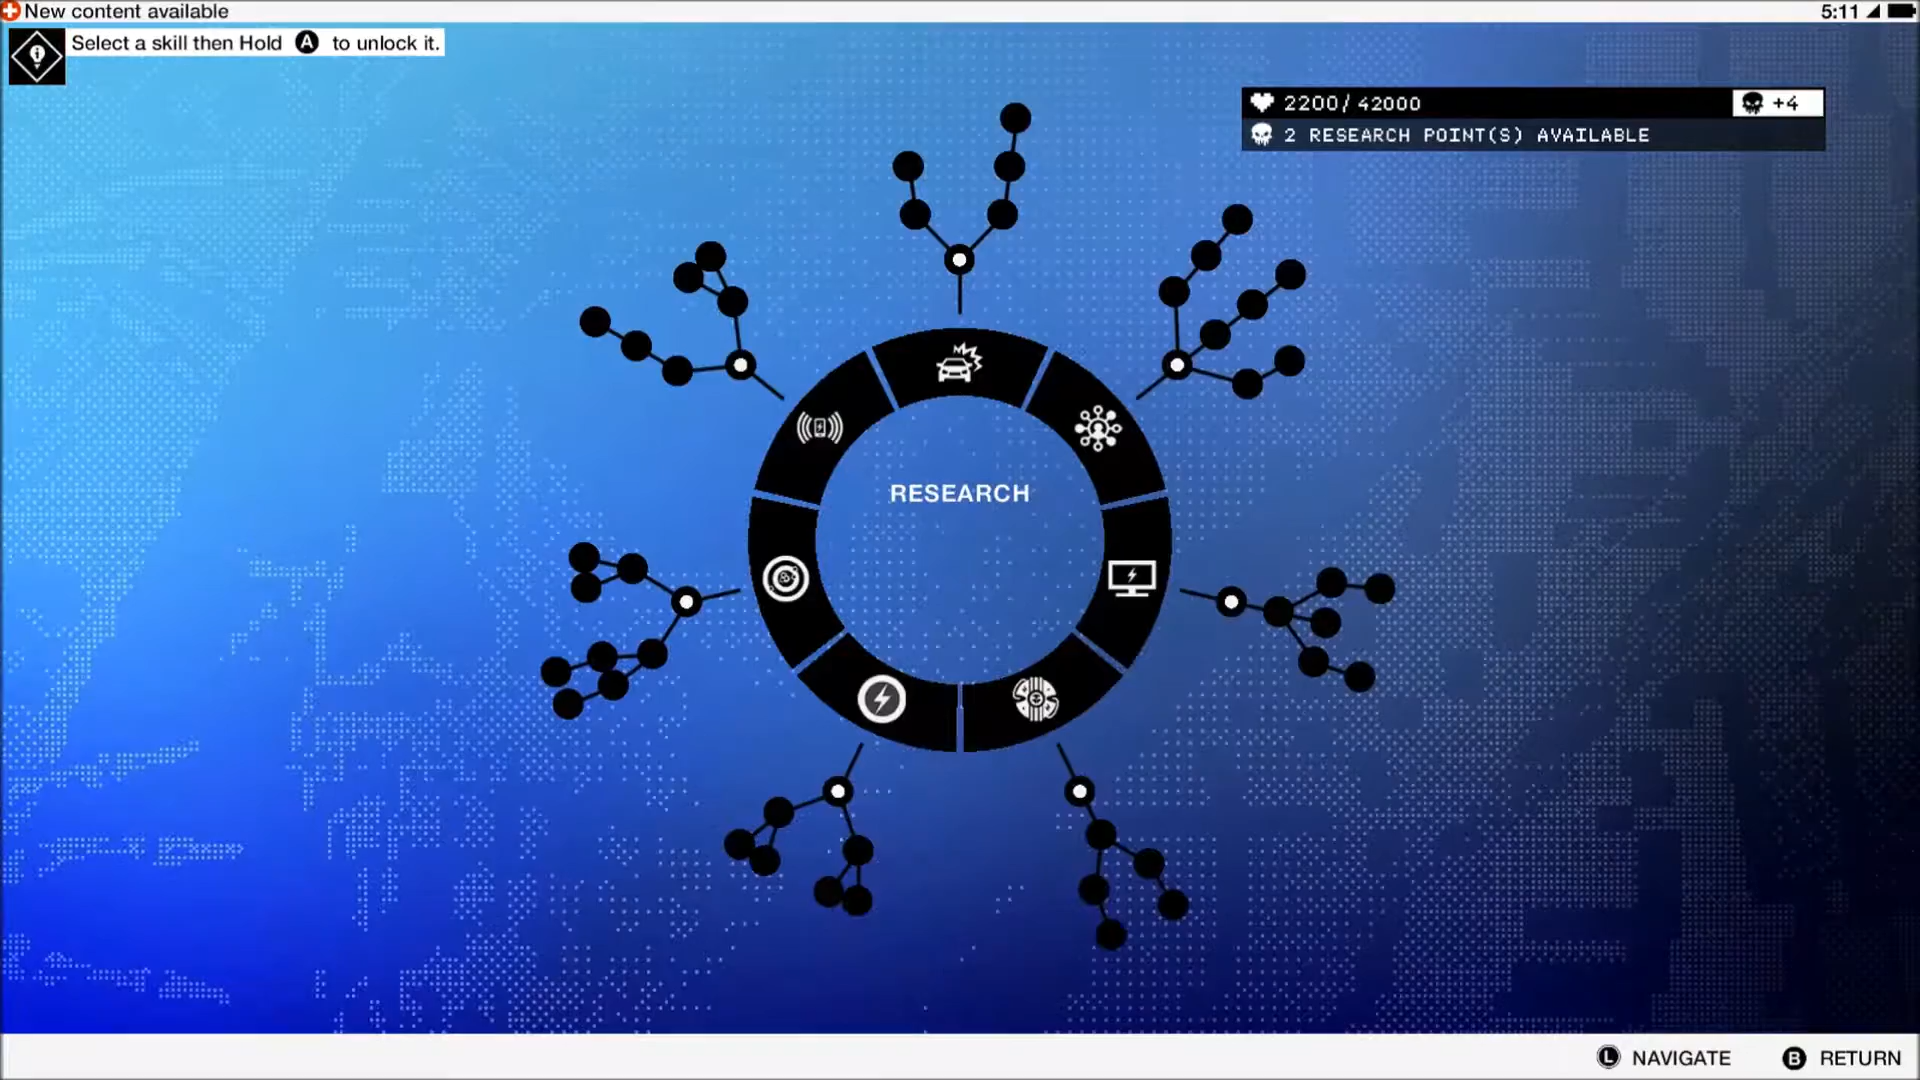 New content available
5:11
Select a skill then Hold A to unlock it.
2200/42000
+4
2 RESEARCH POINT(S) AVAILABLE
RESEARCH
L NAVIGATE
B RETURN